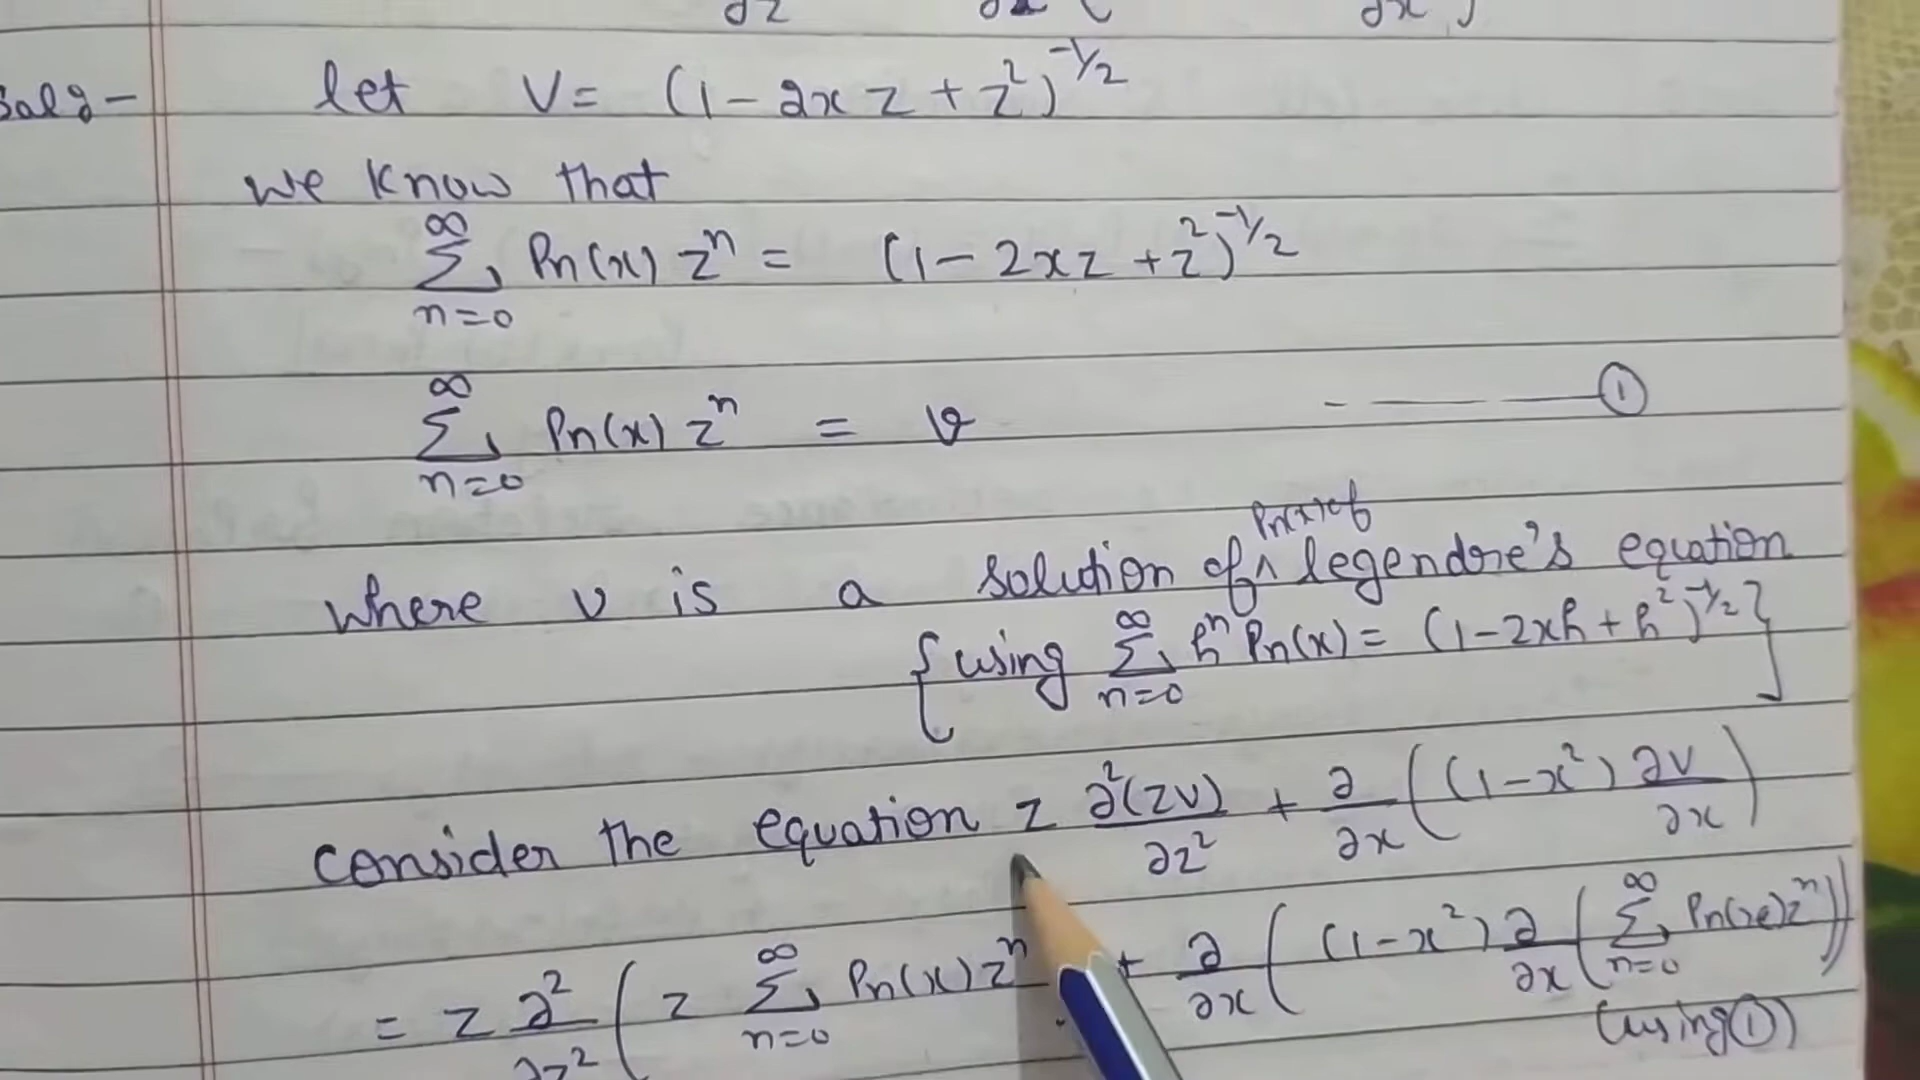 ∂z ∂x ( ∂x }
Solⁿ – let V = (1 – 2xz + z²)^-1/2
we know that
∞∑n=0 Pn(x) zⁿ = (1 – 2xz + z²)^-1/2
∞∑n=0 Pn(x) zⁿ = v - — — ①
Pn(x) of
where v is a solution of ^ legendre's equation
{ using ∞∑n=0 hⁿ Pn(x) = (1 – 2xh + h²)^-1/2 }
consider the equation z ∂²(zv)/∂z² + ∂/∂x ((1–x²) ∂v/∂x)
= z ∂²/∂z² ( z ∞∑n=0 Pn(x) zⁿ + ∂/∂x ( (1–x²) ∂/∂x ( ∞∑n=0 Pn(x) zⁿ ))
(using ①)